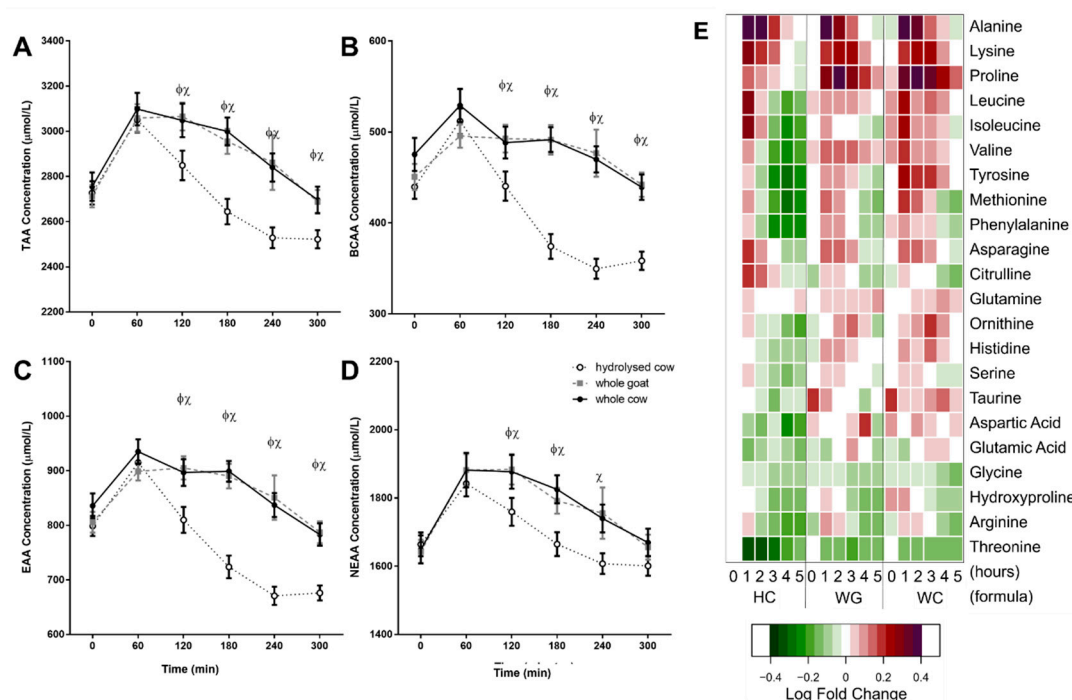 A
TAA Concentration (μmol/L)
3400
3200
3000
2800
2600
2400
2200
ϕχ
ϕχ
ϕχ
ϕχ
0 60 120 180 240 300
B
BCAA Concentration (μmol/L)
600
500
400
300
ϕχ
ϕχ
ϕχ
ϕχ
0 60 120 180 240 300
C
EAA Concentration (μmol/L)
1100
1000
900
800
700
600
ϕχ
ϕχ
ϕχ
ϕχ
0 60 120 180 240 300
Time (min)
D
NEAA Concentration (μmol/L)
2200
2000
1800
1600
1400
hydrolysed cow
whole goat
whole cow
ϕχ
ϕχ
χ
0 60 120 180 240 300
Time (min)
E
Alanine
Lysine
Proline
Leucine
Isoleucine
Valine
Tyrosine
Methionine
Phenylalanine
Asparagine
Citrulline
Glutamine
Ornithine
Histidine
Serine
Taurine
Aspartic Acid
Glutamic Acid
Glycine
Hydroxyproline
Arginine
Threonine
0 1 2 3 4 5 0 1 2 3 4 5 0 1 2 3 4 5 (hours)
HC WG WC (formula)
−0.4 −0.2 0.0 0.2 0.4
Log Fold Change